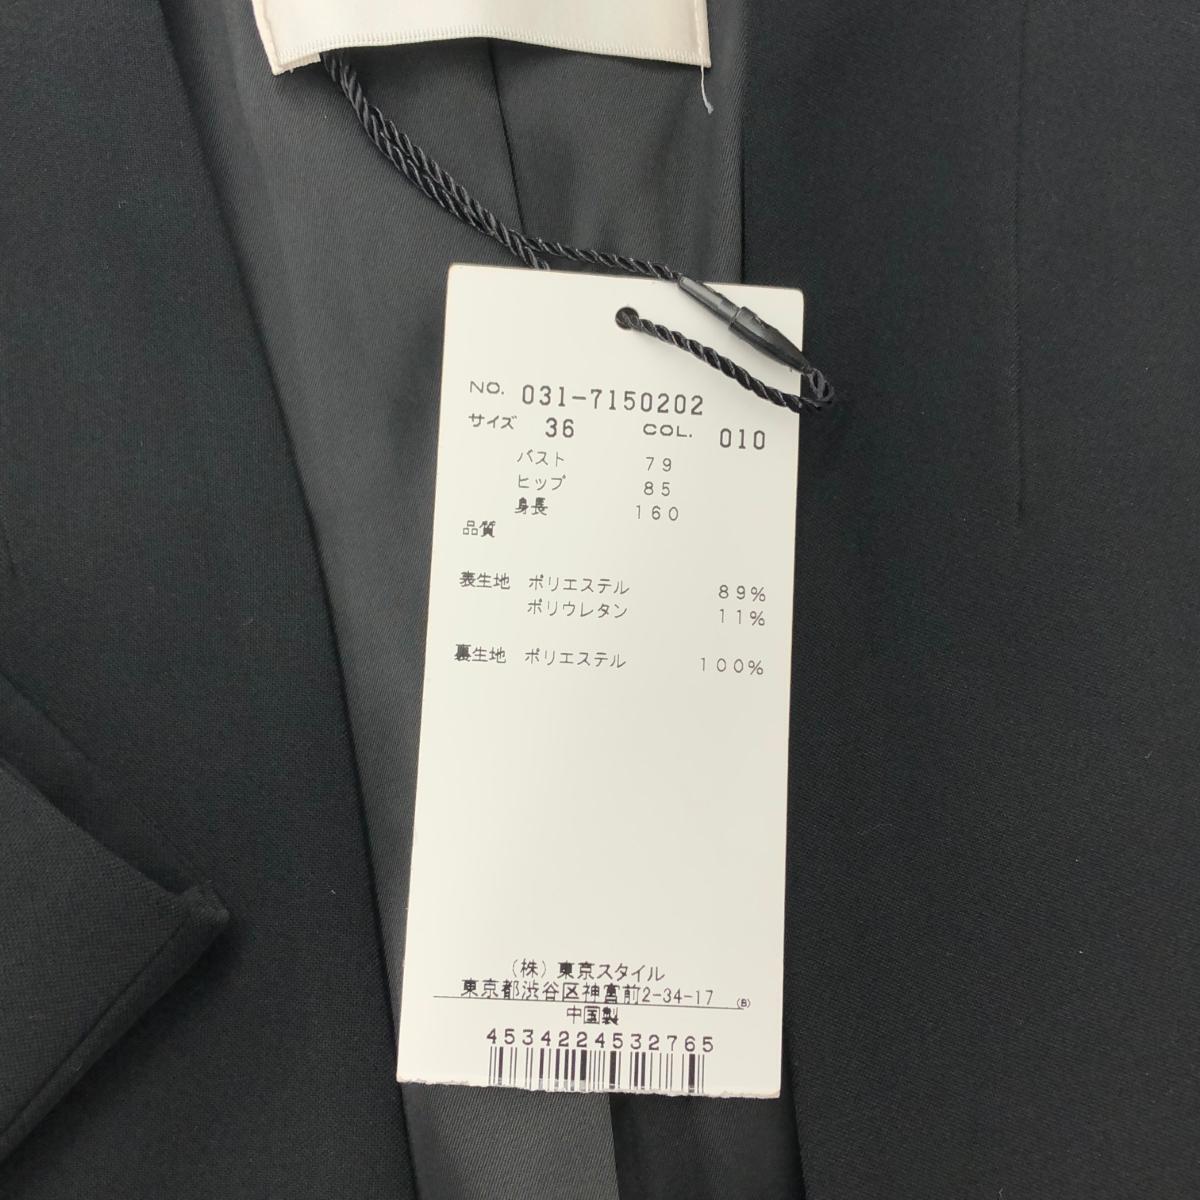 NO. 031-7150202
サイズ 36 COL. 010
バスト 79
ヒップ 85
身長 160
品質
表生地 ポリエステル 89%
ポリウレタン 11%
裏生地 ポリエステル 100%
(株)東京スタイル
東京都渋谷区神宮前2-34-17 (B)
中国製
4534224532765